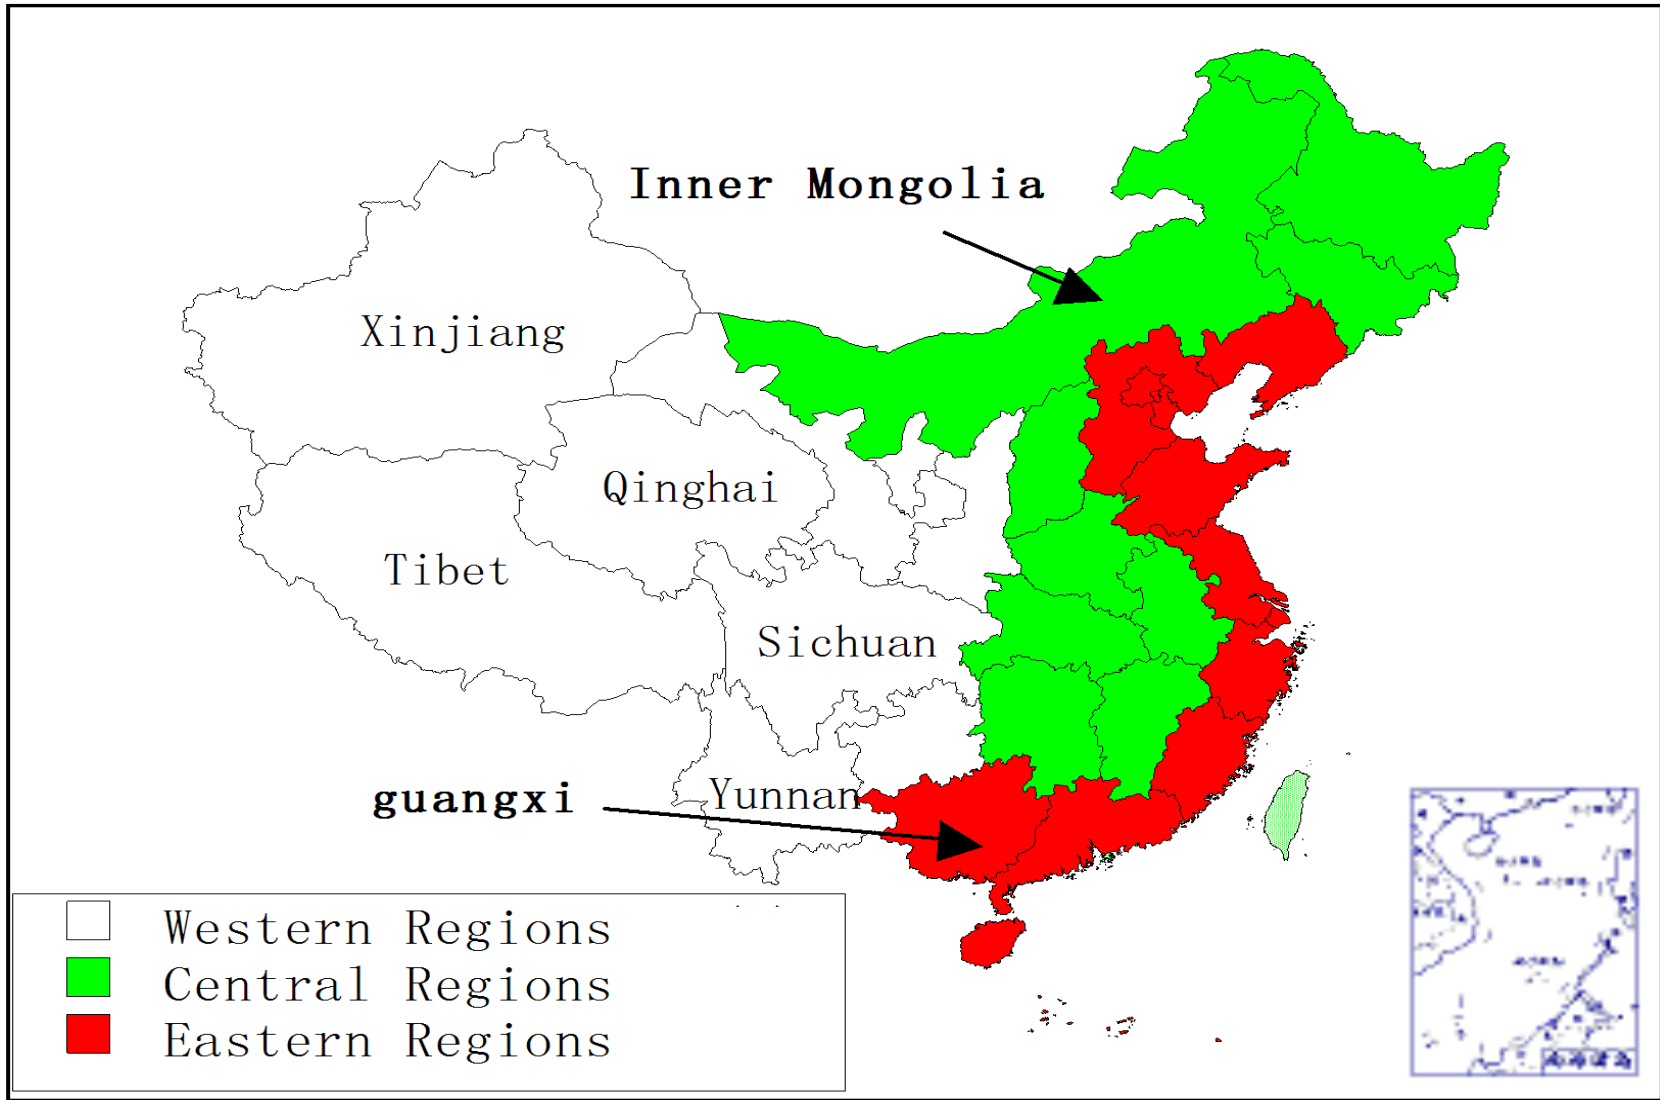 Inner Mongolia
Xinjiang
Qinghai
Tibet
Sichuan
Yunnan
guangxi
Western Regions
Central Regions
Eastern Regions